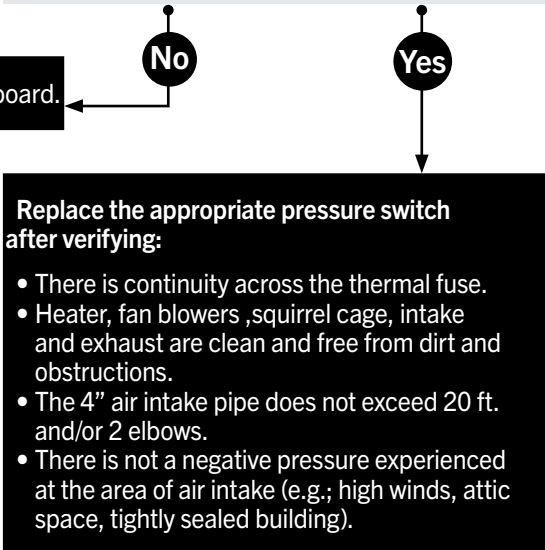 No
Yes
board.
Replace the appropriate pressure switch
after verifying:
• There is continuity across the thermal fuse.
• Heater, fan blowers ,squirrel cage, intake
and exhaust are clean and free from dirt and
obstructions.
• The 4” air intake pipe does not exceed 20 ft.
and/or 2 elbows.
• There is not a negative pressure experienced
at the area of air intake (e.g.; high winds, attic
space, tightly sealed building).